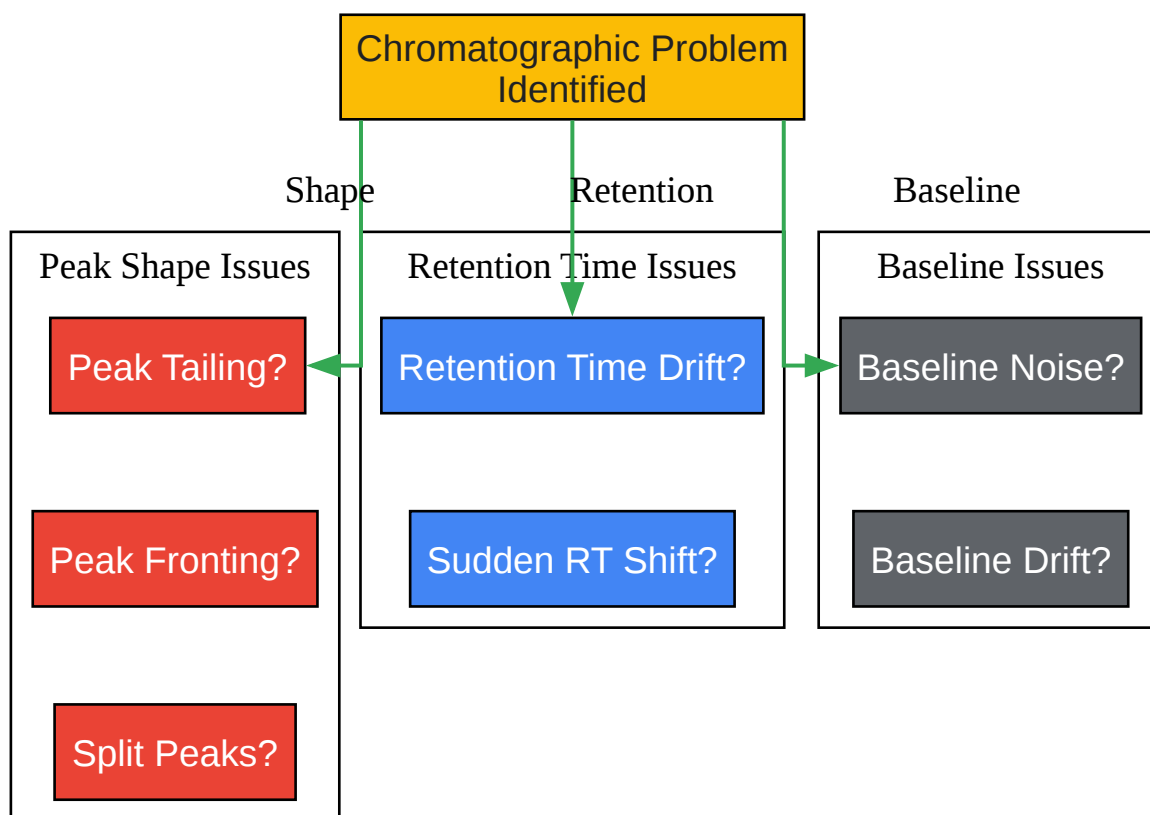 Chromatographic Problem
Identified
Shape
Retention
Baseline
Peak Shape Issues
Retention Time Issues
Baseline Issues
Peak Tailing?
Retention Time Drift?
Baseline Noise?
Peak Fronting?
Sudden RT Shift?
Baseline Drift?
Split Peaks?